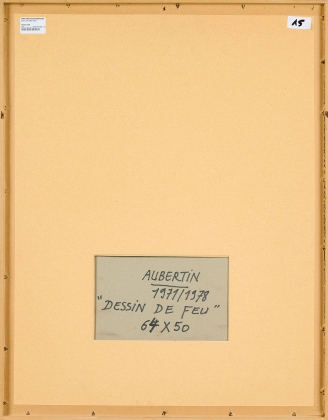 15
AUBERTIN
1971/1978
"DESSIN DE FEU"
64 X 50